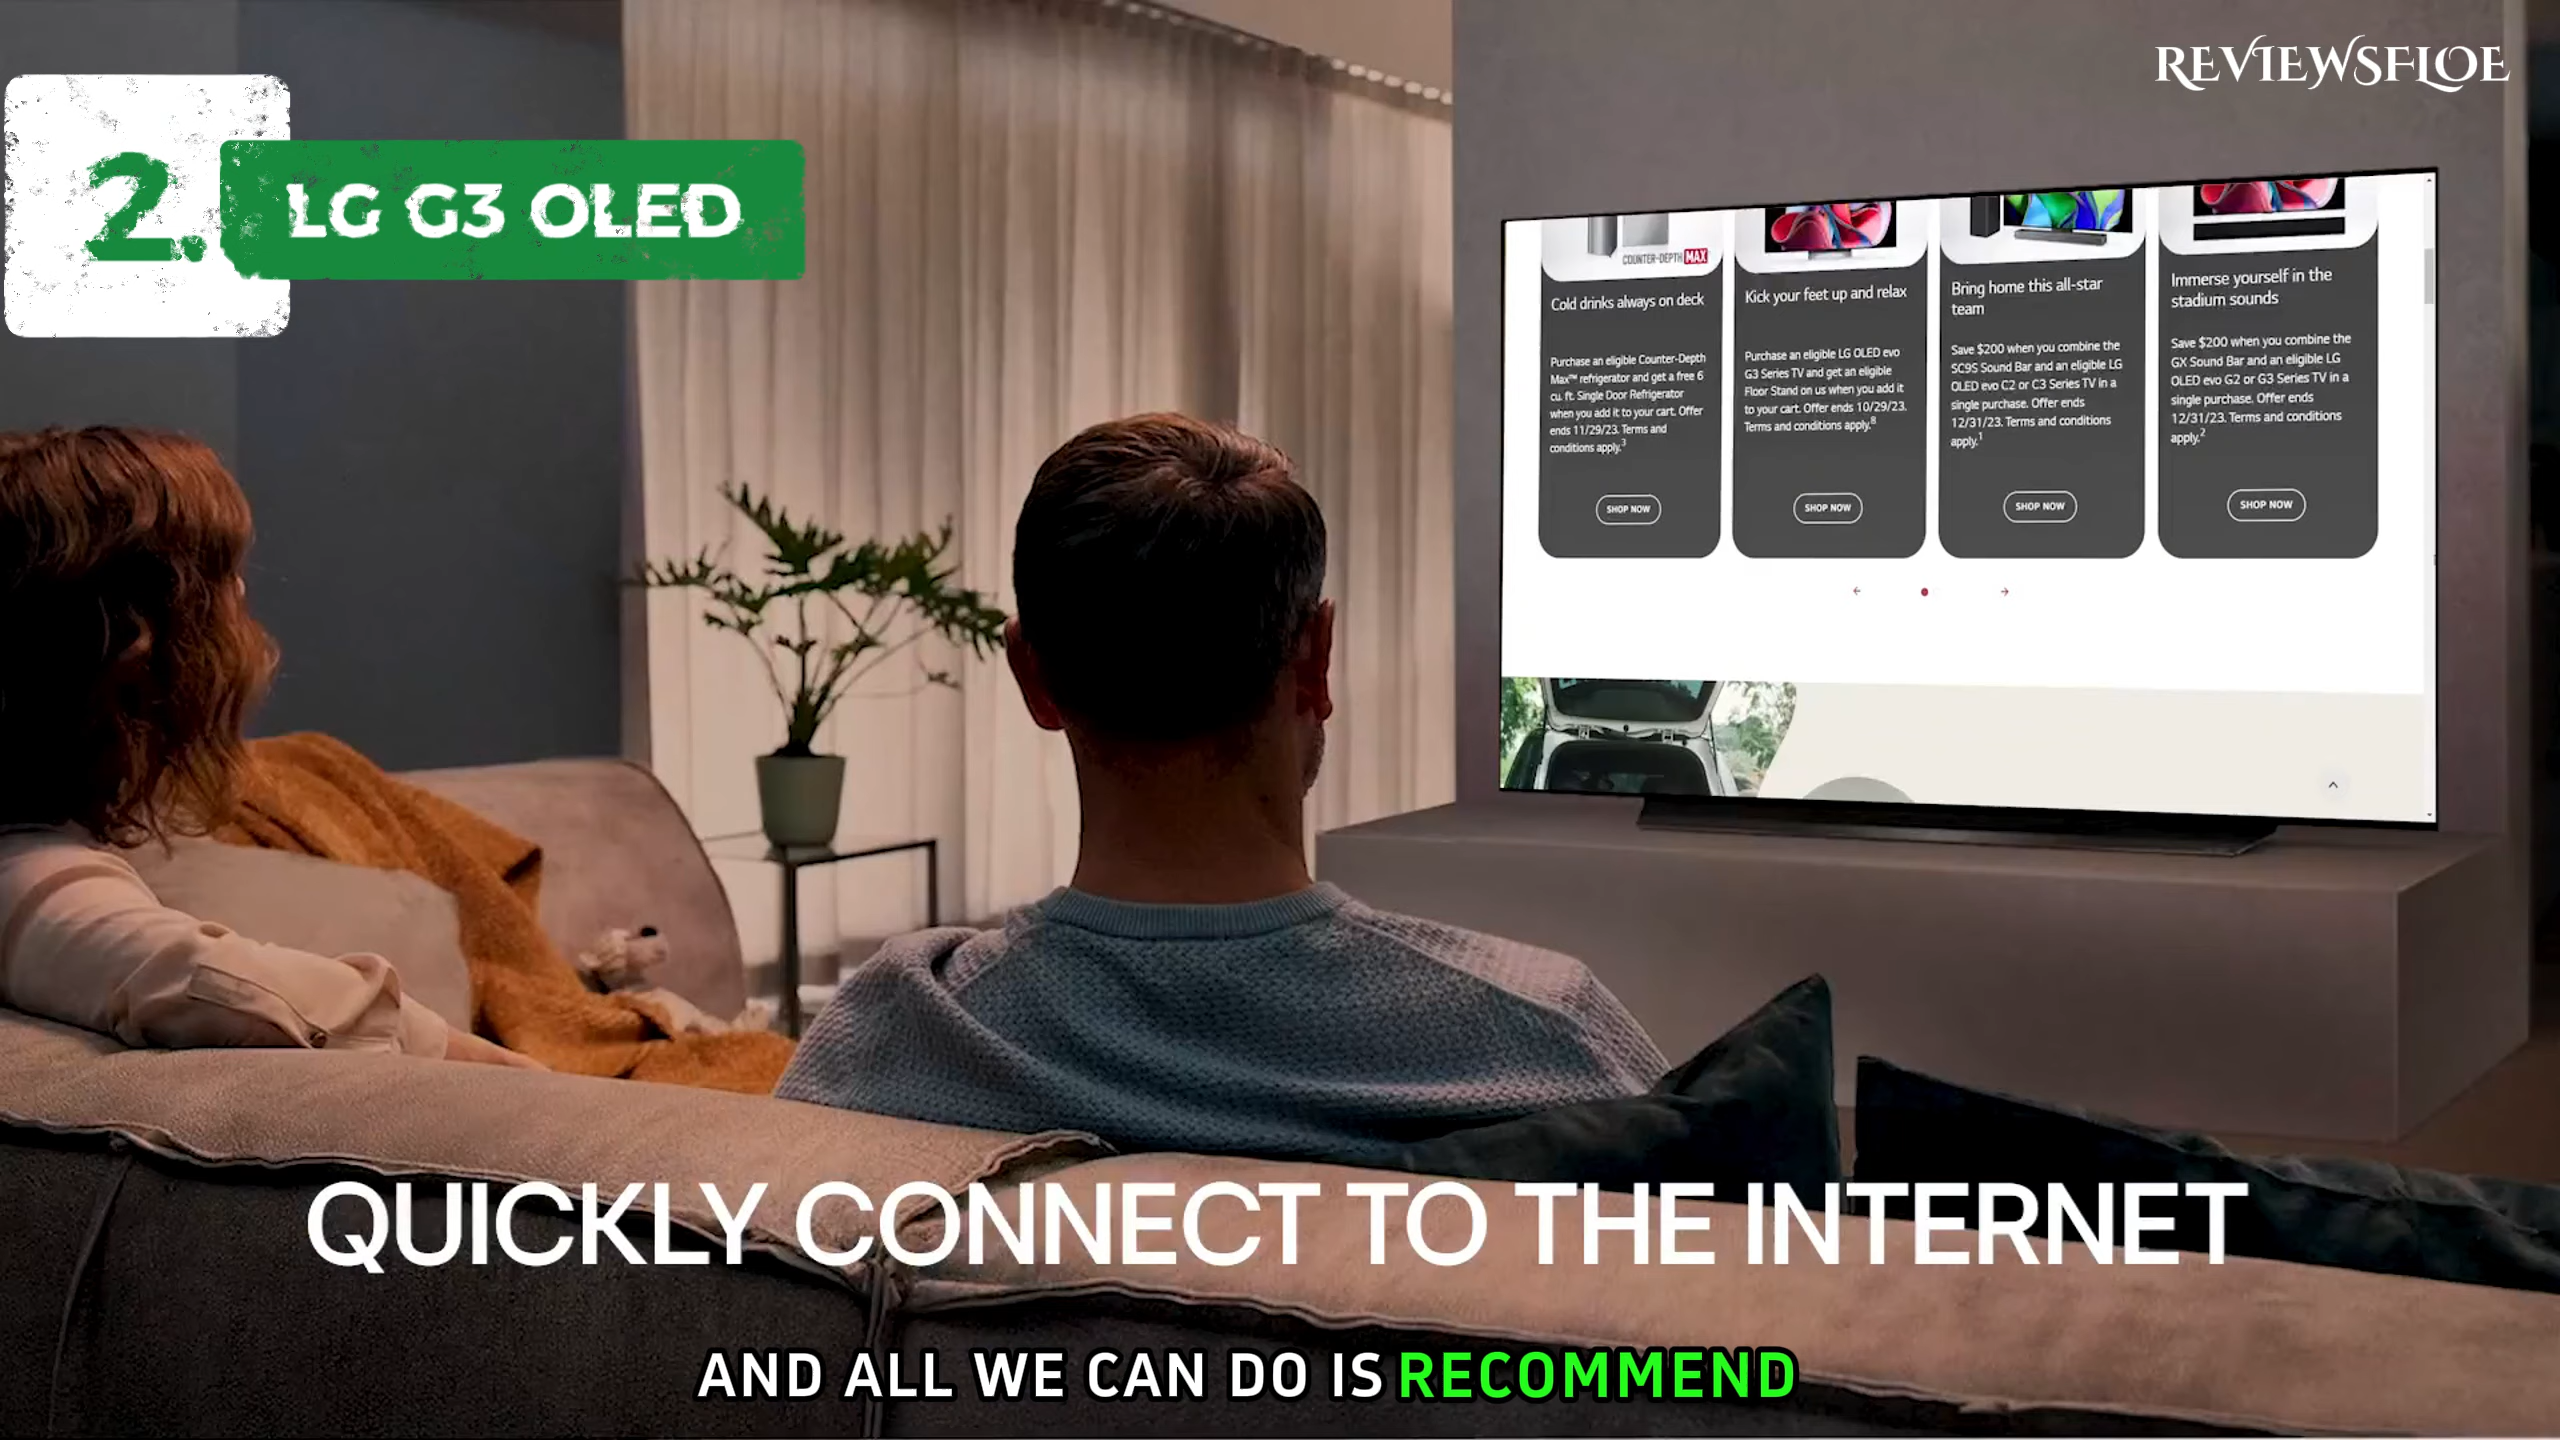 REVIEWSFLOE
2.
LG G3 OLED
COUNTER-DEPTH MAX
Cold drinks always on deck
Purchase an eligible Counter-Depth
Max™ refrigerator and get a free 6
cu. ft. Single Door Refrigerator
when you add it to your cart. Offer
ends 11/29/23. Terms and
conditions apply.3
SHOP NOW
Kick your feet up and relax
Purchase an eligible LG OLED evo
G3 Series TV and get an eligible
Floor Stand on us when you add it
to your cart. Offer ends 10/29/23.
Terms and conditions apply.8
SHOP NOW
Bring home this all-star
team
Save $200 when you combine the
SC9S Sound Bar and an eligible LG
OLED evo C2 or C3 Series TV in a
single purchase. Offer ends
12/31/23. Terms and conditions
apply.1
SHOP NOW
Immerse yourself in the
stadium sounds
Save $200 when you combine the
GX Sound Bar and an eligible LG
OLED evo G2 or G3 Series TV in a
single purchase. Offer ends
12/31/23. Terms and conditions
apply.2
SHOP NOW
QUICKLY CONNECT TO THE INTERNET
AND ALL WE CAN DO IS RECOMMEND